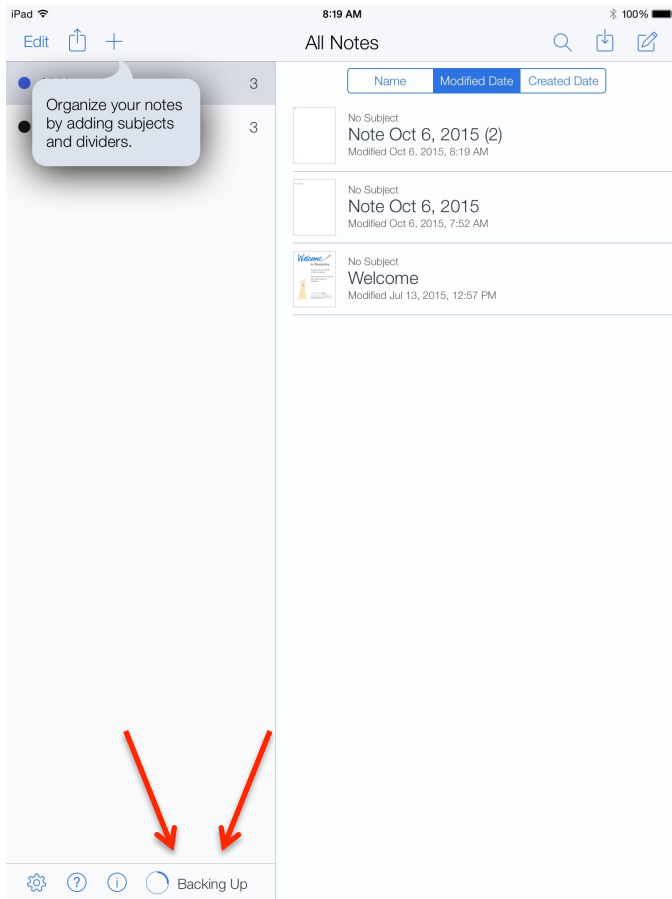 iPad 8:19 AM 100%
Edit All Notes
3
Organize your notes
by adding subjects
and dividers.
3
Name Modified Date Created Date
No Subject
Note Oct 6, 2015 (2)
Modified Oct 6, 2015, 8:19 AM
No Subject
Note Oct 6, 2015
Modified Oct 6, 2015, 7:52 AM
Welcome
No Subject
Welcome
Modified Jul 13, 2015, 12:57 PM
? i Backing Up